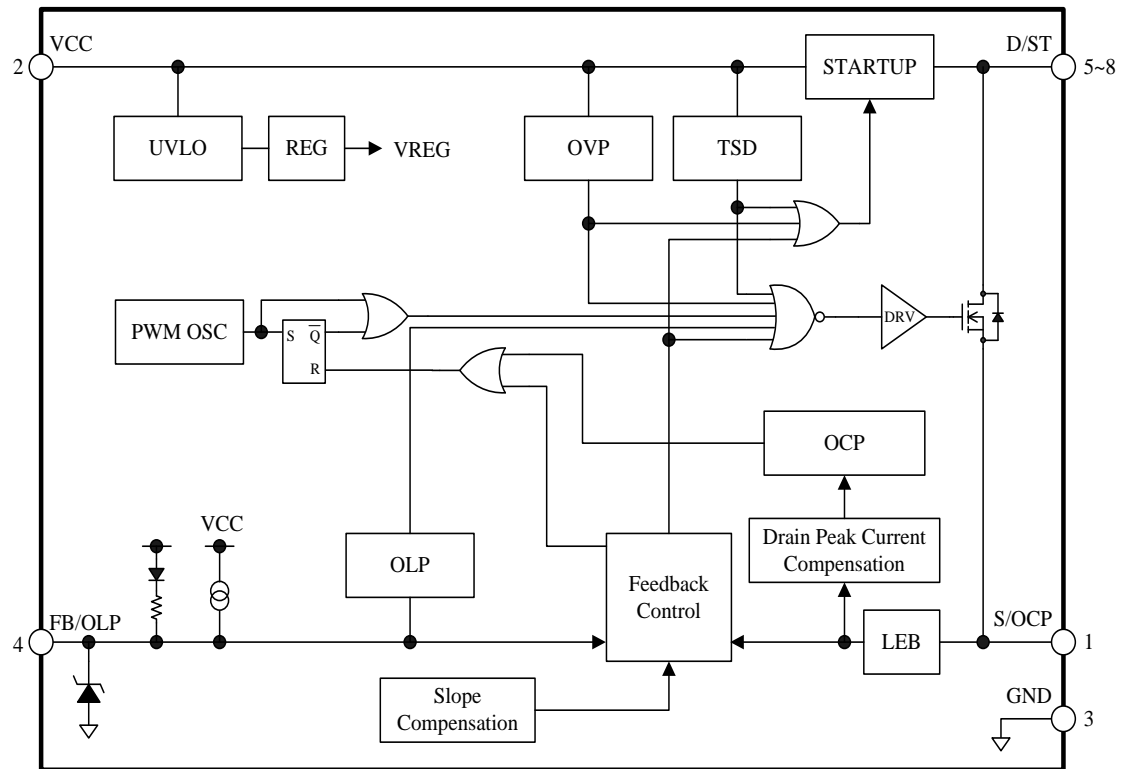 VCC
D/ST
2
5~8
STARTUP
UVLO
REG
VREG
OVP
TSD
PWM OSC
S
Q̅
R
DRV
OCP
VCC
Drain Peak Current
Compensation
OLP
Feedback
Control
FB/OLP
S/OCP
4
LEB
1
Slope
Compensation
GND
3